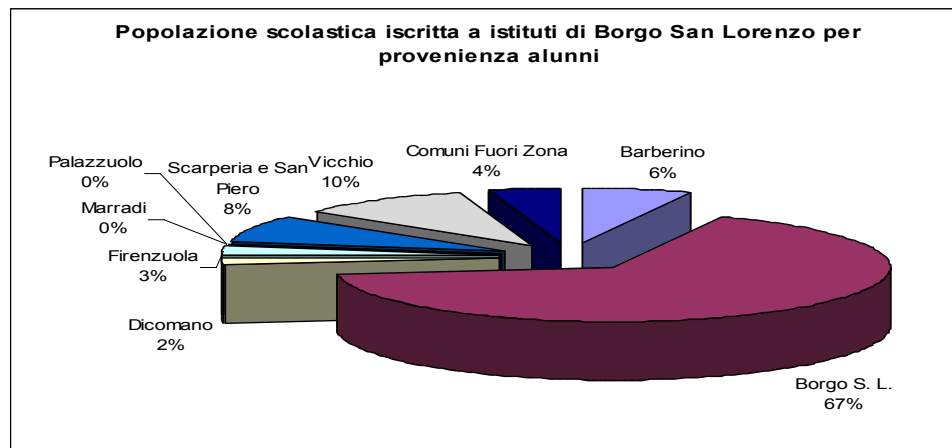 Popolazione scolastica iscritta a istituti di Borgo San Lorenzo per
provenienza alunni
Palazzuolo
0%
Marradi
0%
Firenzuola
3%
Dicomano
2%
Scarperia e San
Piero
8%
Vicchio
10%
Comuni Fuori Zona
4%
Barberino
6%
Borgo S. L.
67%